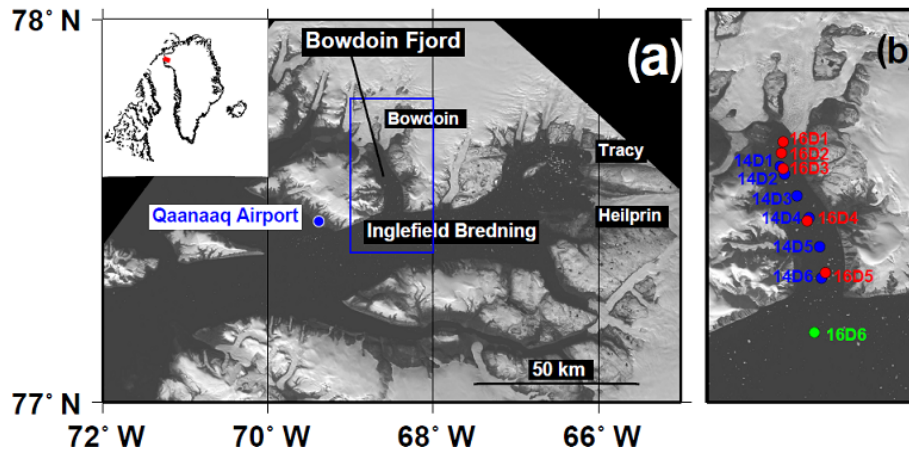 78° N
Bowdoin Fjord
(a)
(b)
Bowdoin
Tracy
16D1
16D2
14D1
16D3
14D2
14D3
Qaanaaq Airport
Heilprin
14D4
16D4
Inglefield Bredning
14D5
14D6
16D5
16D6
50 km
77° N
72° W
70° W
68° W
66° W